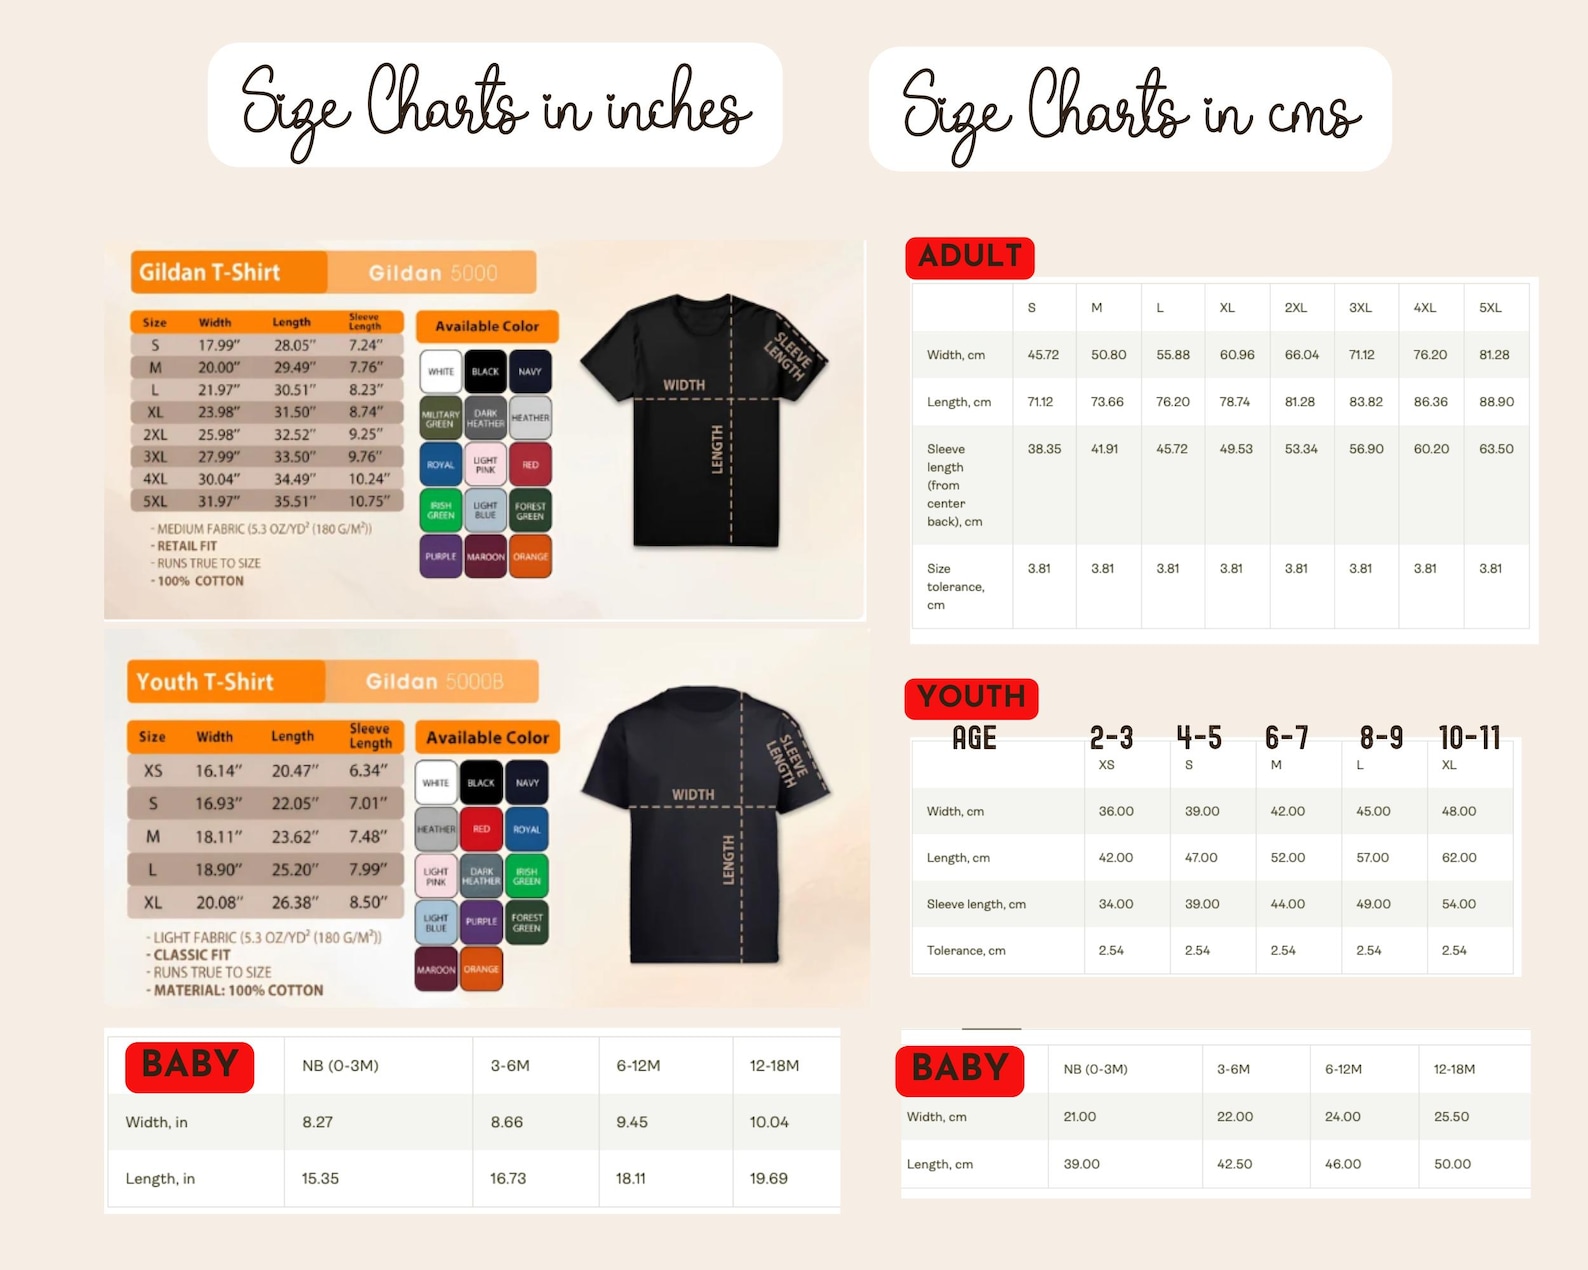 Size Charts in inches
Size Charts in cms
Gildan T-Shirt Gildan 5000
Size Width Length Sleeve Length
S 17.99" 28.05" 7.24"
M 20.00" 29.49" 7.76"
L 21.97" 30.51" 8.23"
XL 23.98" 31.50" 8.74"
2XL 25.98" 32.52" 9.25"
3XL 27.99" 33.50" 9.76"
4XL 30.04" 34.49" 10.24"
5XL 31.97" 35.51" 10.75"
- MEDIUM FABRIC (5.3 OZ/YD² (180 G/M²))
- RETAIL FIT
- RUNS TRUE TO SIZE
- 100% COTTON
Available Color
WHITE BLACK NAVY
MILITARY GREEN DARK HEATHER HEATHER
ROYAL LIGHT PINK RED
IRISH GREEN LIGHT BLUE FOREST GREEN
PURPLE MAROON ORANGE
WIDTH
LENGTH
SLEEVE LENGTH
Youth T-Shirt Gildan 5000B
Size Width Length Sleeve Length
XS 16.14" 20.47" 6.34"
S 16.93" 22.05" 7.01"
M 18.11" 23.62" 7.48"
L 18.90" 25.20" 7.99"
XL 20.08" 26.38" 8.50"
- LIGHT FABRIC (5.3 OZ/YD² (180 G/M²))
- CLASSIC FIT
- RUNS TRUE TO SIZE
- MATERIAL: 100% COTTON
Available Color
WHITE BLACK NAVY
HEATHER RED ROYAL
LIGHT PINK DARK HEATHER IRISH GREEN
LIGHT BLUE PURPLE FOREST GREEN
MAROON ORANGE
WIDTH
LENGTH
SLEEVE LENGTH
BABY NB (0-3M) 3-6M 6-12M 12-18M
Width, in 8.27 8.66 9.45 10.04
Length, in 15.35 16.73 18.11 19.69
ADULT
S M L XL 2XL 3XL 4XL 5XL
Width, cm 45.72 50.80 55.88 60.96 66.04 71.12 76.20 81.28
Length, cm 71.12 73.66 76.20 78.74 81.28 83.82 86.36 88.90
Sleeve 38.35 41.91 45.72 49.53 53.34 56.90 60.20 63.50
length
(from
center
back), cm
Size 3.81 3.81 3.81 3.81 3.81 3.81 3.81 3.81
tolerance,
cm
YOUTH
AGE 2-3 4-5 6-7 8-9 10-11
XS S M L XL
Width, cm 36.00 39.00 42.00 45.00 48.00
Length, cm 42.00 47.00 52.00 57.00 62.00
Sleeve length, cm 34.00 39.00 44.00 49.00 54.00
Tolerance, cm 2.54 2.54 2.54 2.54 2.54
BABY NB (0-3M) 3-6M 6-12M 12-18M
Width, cm 21.00 22.00 24.00 25.50
Length, cm 39.00 42.50 46.00 50.00